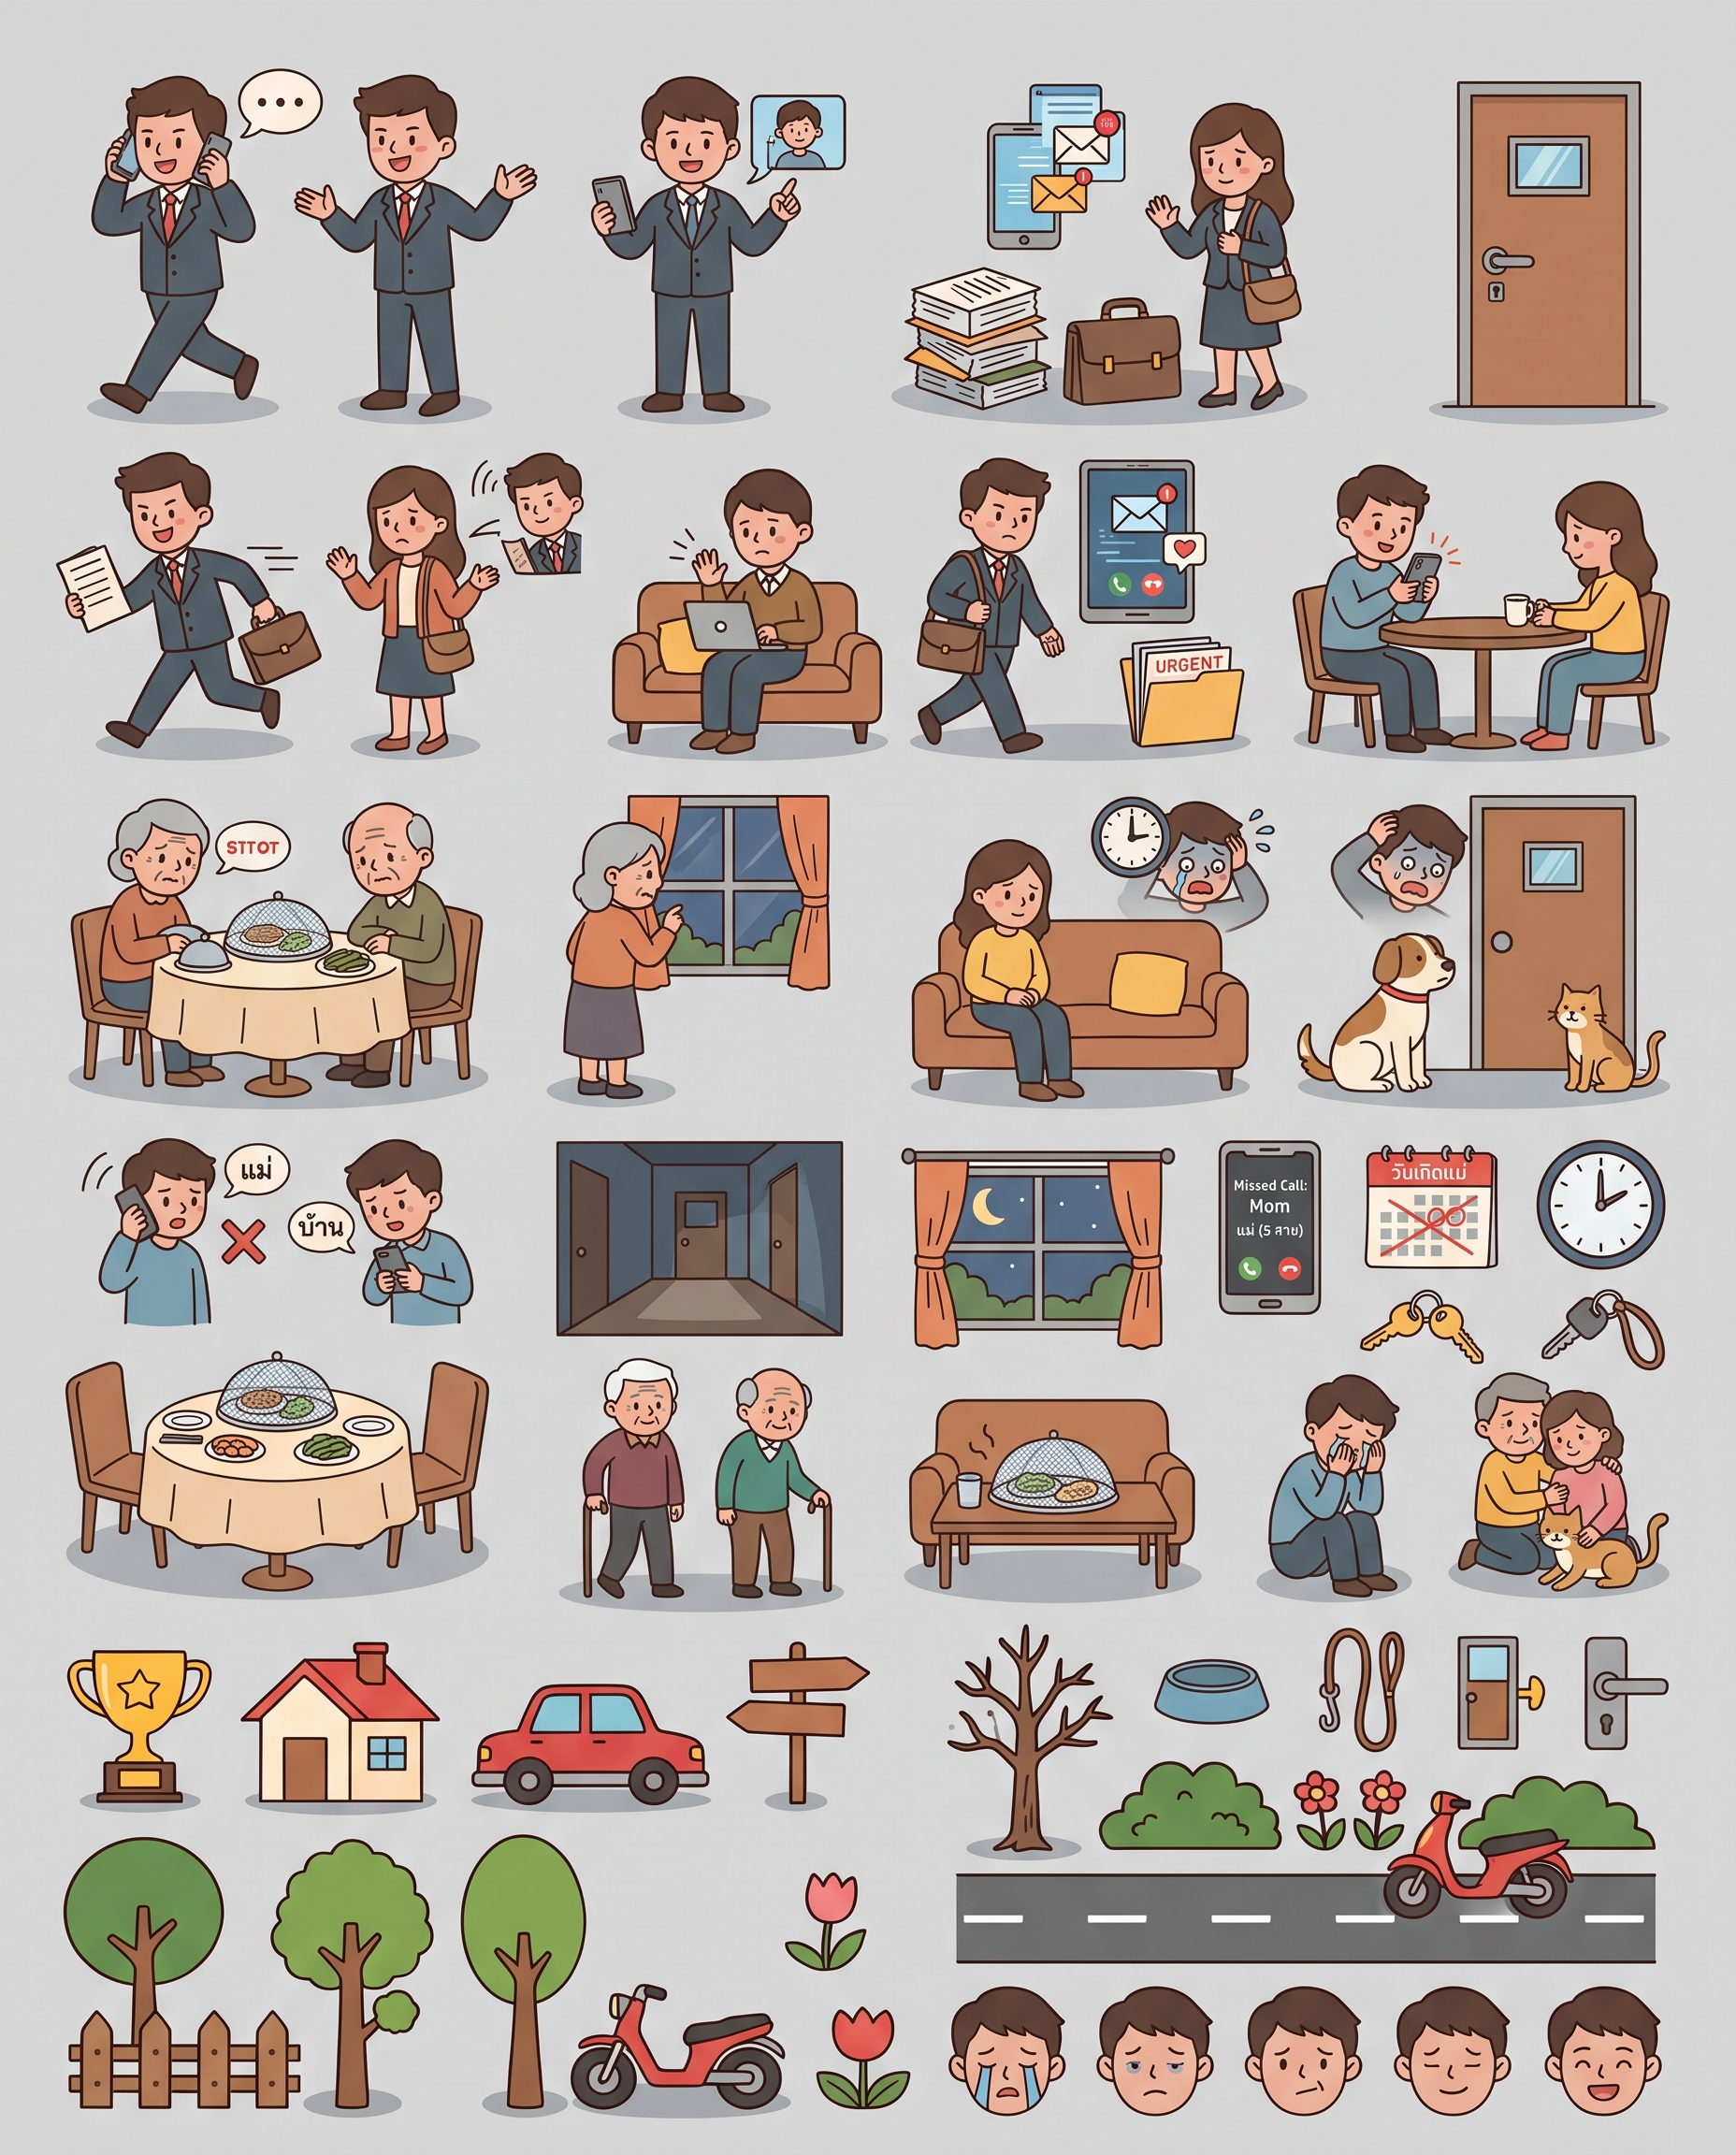 URGENT
STTOT
แม่
บ้าน
Missed Call:
Mom
แม่ (5 สาย)
วันเกิดแม่